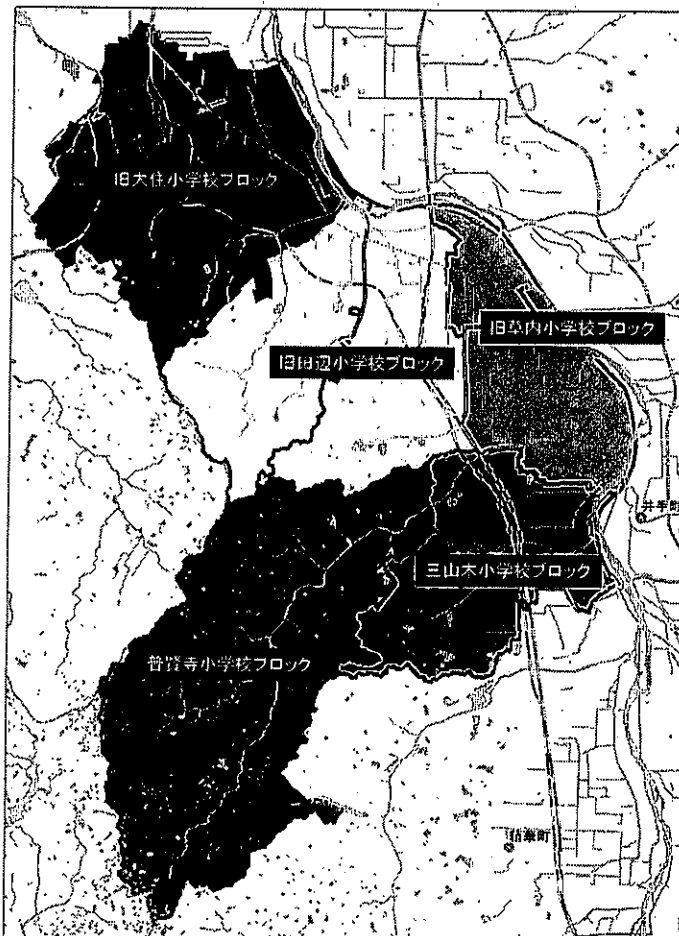 旧大住小学校ブロック
旧草内小学校ブロック
旧田辺小学校ブロック
井手町
三山木小学校ブロック
普賢寺小学校ブロック
精華町